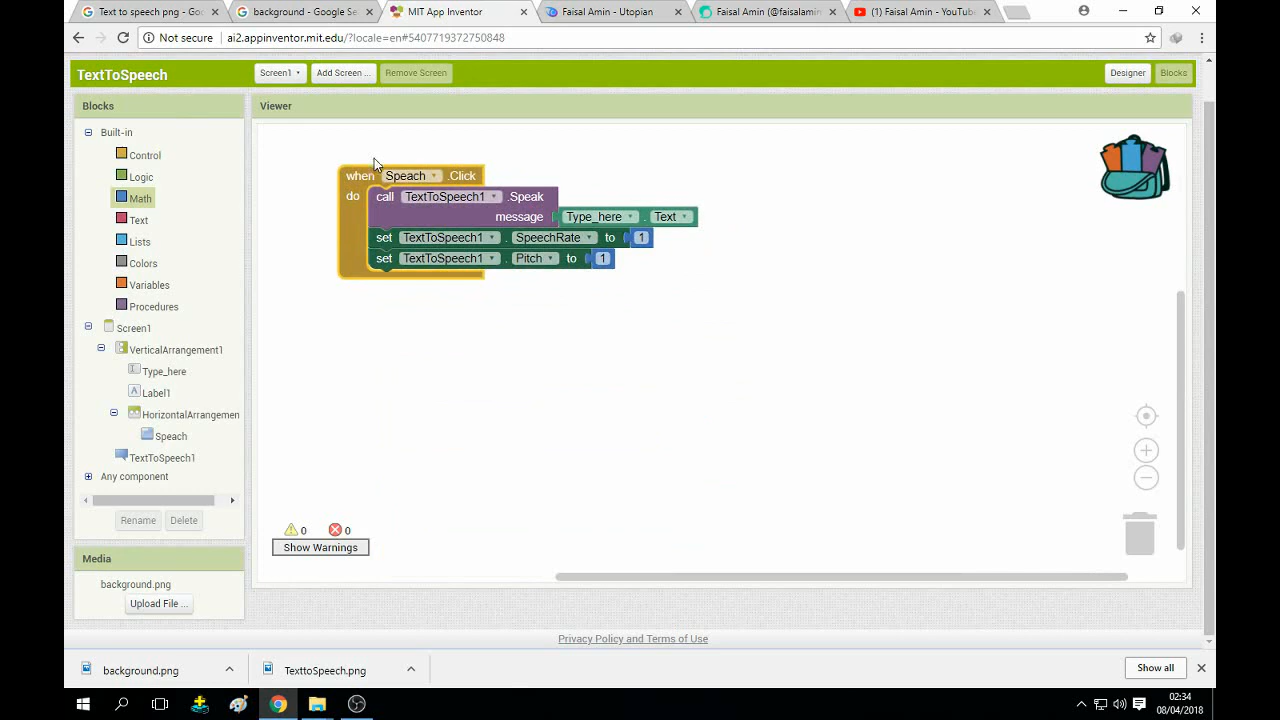 Text to speech png - Go
background - Google Se
MIT App Inventor
Faisal Amin - Utopian
Faisal Amin (@faisalamin
(1) Faisal Amin - YouTub
Not secure
ai2.appinventor.mit.edu/?locale=en#5407719372750848
TextToSpeech
Screen1
Add Screen ...
Remove Screen
Designer
Blocks
Blocks
Viewer
Built-in
Control
Logic
Math
Text
Lists
Colors
Variables
Procedures
Screen1
VerticalArrangement1
Type_here
Label1
HorizontalArrangemen
Speach
TextToSpeech1
Any component
Rename
Delete
Media
background.png
Upload File ...
when Speach .Click
do call TextToSpeech1 .Speak
message Type_here . Text
set TextToSpeech1 . SpeechRate to 1
set TextToSpeech1 . Pitch to 1
0 0
Show Warnings
Privacy Policy and Terms of Use
background.png
TexttoSpeech.png
Show all
02:34
08/04/2018